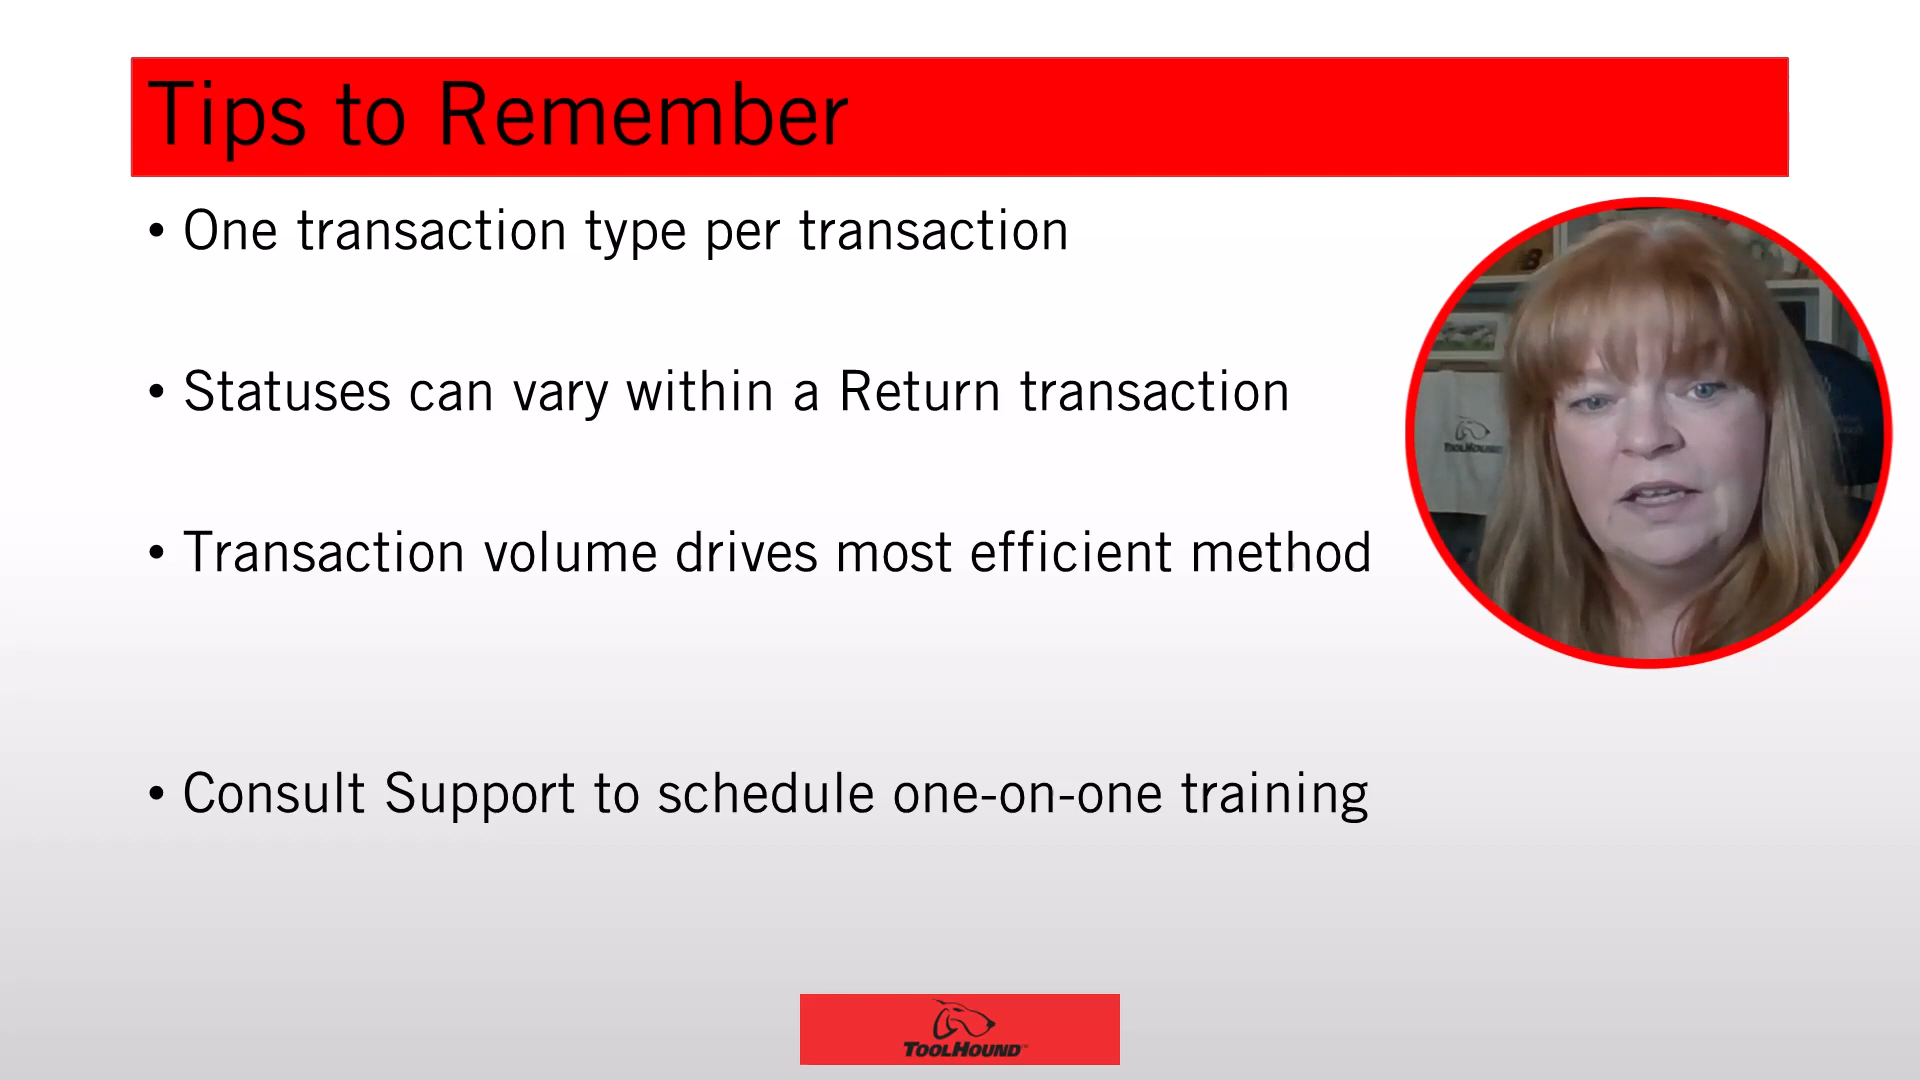 Tips to Remember
• One transaction type per transaction
• Statuses can vary within a Return transaction
• Transaction volume drives most efficient method
• Consult Support to schedule one-on-one training
TOOLHOUND
TOOLHOUND™